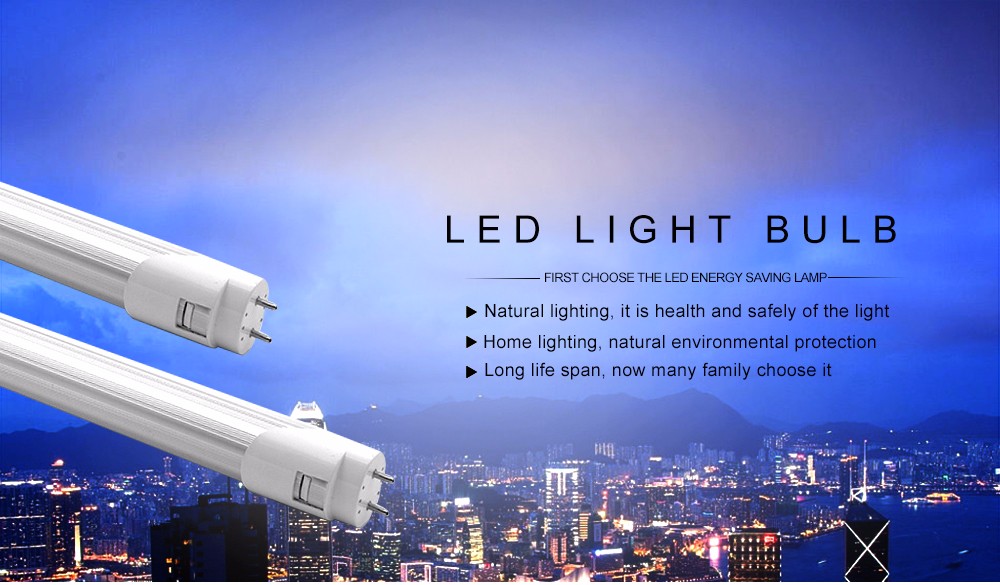 LED LIGHT BULB
FIRST CHOOSE THE LED ENERGY SAVING LAMP
▶ Natural lighting, it is health and safely of the light
▶ Home lighting, natural environmental protection
▶ Long life span, now many family choose it